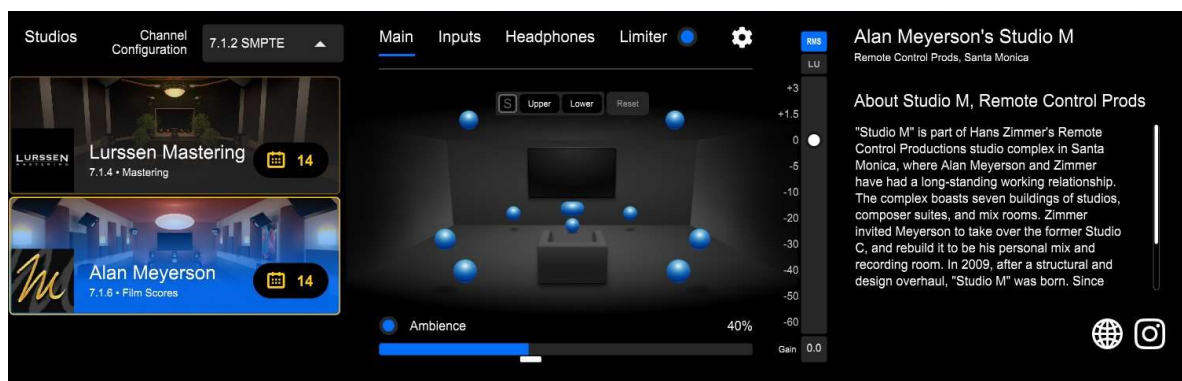 Studios
Channel
Configuration
7.1.2 SMPTE
LURSSEN
MASTERING
Lurssen Mastering
7.1.4 • Mastering
14
M
Alan Meyerson
7.1.6 • Film Scores
14
Main Inputs Headphones Limiter
S Upper Lower Reset
Ambience 40%
RMS
LU
+3
+1.5
0
-5
-10
-20
-30
-40
-50
-60
Gain 0.0
Alan Meyerson's Studio M
Remote Control Prods, Santa Monica
About Studio M, Remote Control Prods
"Studio M" is part of Hans Zimmer's Remote
Control Productions studio complex in Santa
Monica, where Alan Meyerson and Zimmer
have had a long-standing working relationship.
The complex boasts seven buildings of studios,
composer suites, and mix rooms. Zimmer
invited Meyerson to take over the former Studio
C, and rebuild it to be his personal mix and
recording room. In 2009, after a structural and
design overhaul, "Studio M" was born. Since